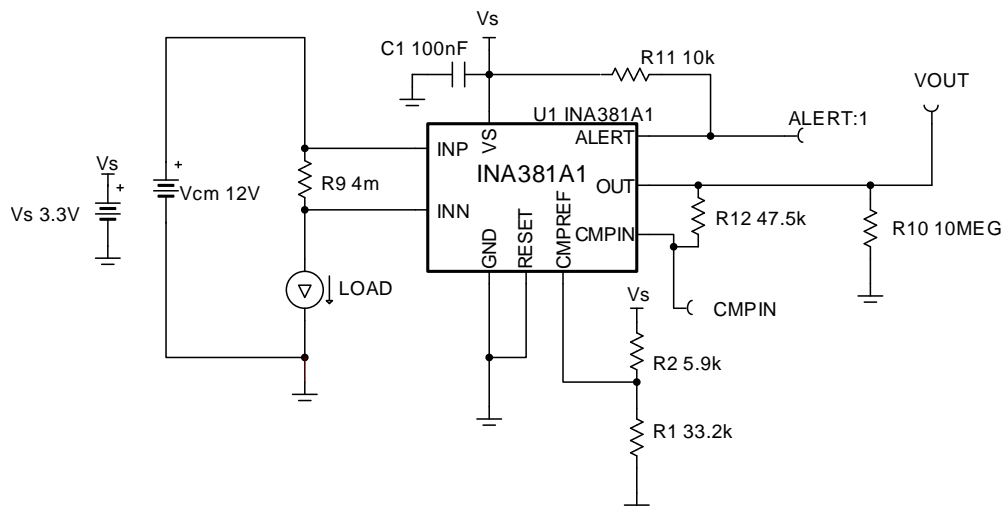 Vs
C1 100nF
R11 10k
VOUT
U1 INA381A1
ALERT:1
VS
ALERT
INP
INA381A1
R9 4m
OUT
Vs
+
+
Vcm 12V
Vs 3.3V
INN
R12 47.5k
CMPIN
R10 10MEG
GND
RESET
CMPREF
LOAD
Vs
CMPIN
R2 5.9k
R1 33.2k